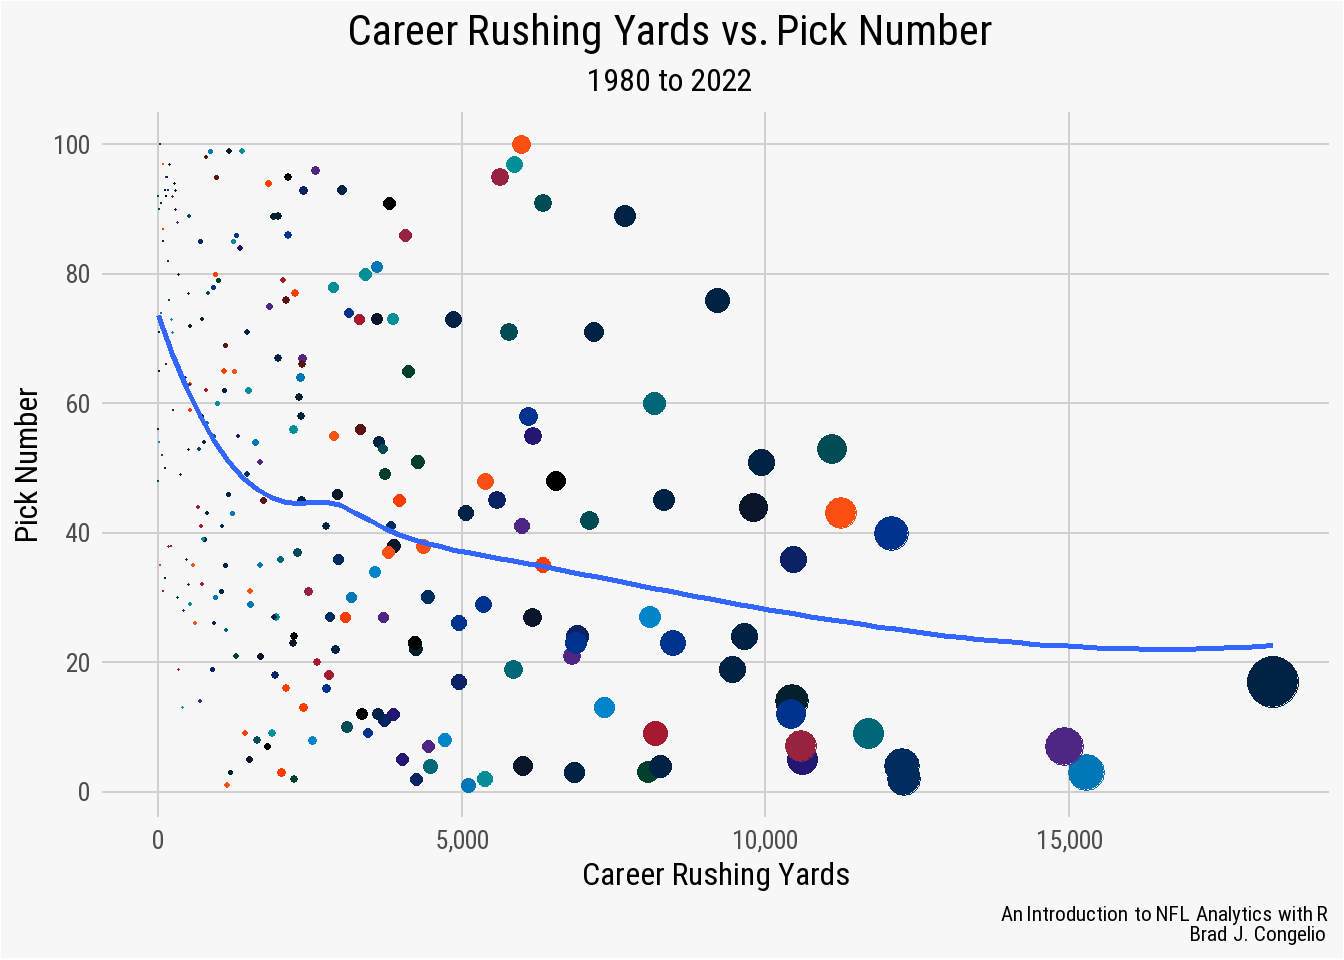 Career Rushing Yards vs. Pick Number
1980 to 2022
100
80
60
40
20
0
Pick Number
0 5,000 10,000 15,000
Career Rushing Yards
An Introduction to NFL Analytics with R
Brad J. Congelio